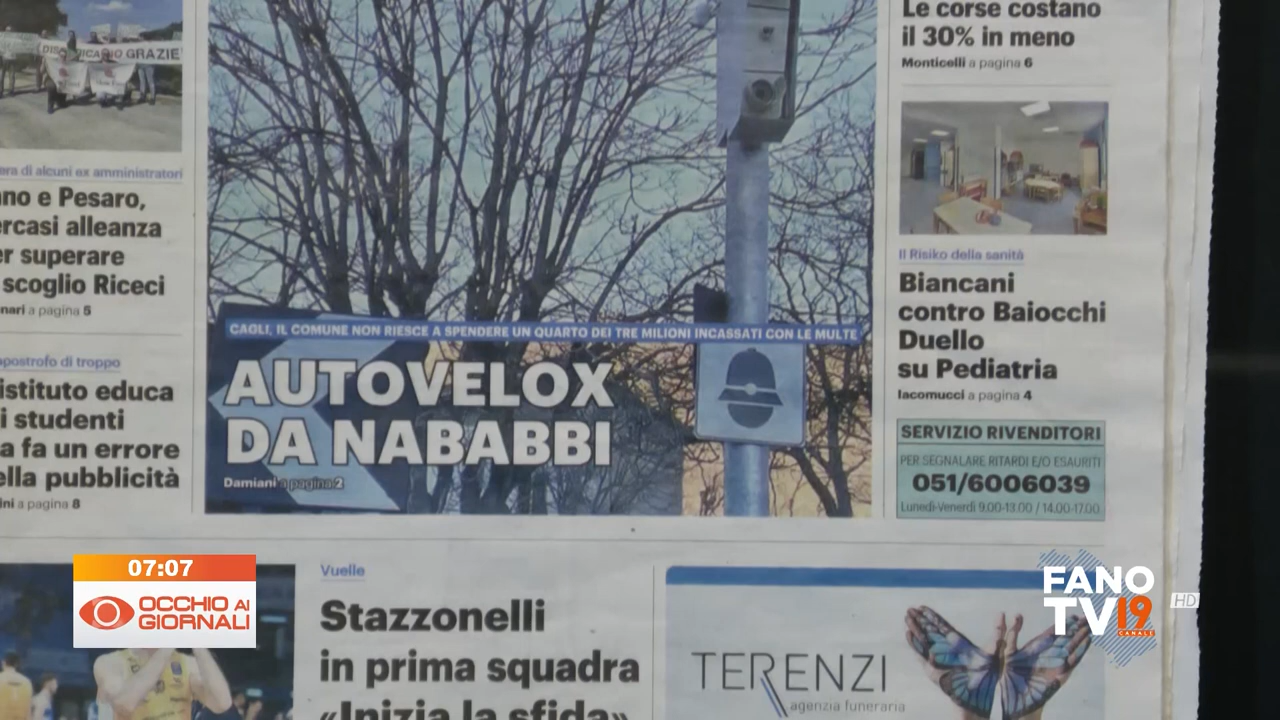 GRAZIE
era di alcuni ex amministratori
no e Pesaro,
ercasi alleanza
er superare
scoglio Riceci
nari a pagina 5
apostrofo di troppo
istituto educa
i studenti
a fa un errore
ella pubblicità
ini a pagina 8
CAGLI, IL COMUNE NON RIESCE A SPENDERE UN QUARTO DEI TRE MILIONI INCASSATI CON LE MULTE
AUTOVELOX
DA NABABBI
Damiani a pagina 2
Le corse costano
il 30% in meno
Monticelli a pagina 6
Il Risiko della sanità
Biancani
contro Baiocchi
Duello
su Pediatria
Iacomucci a pagina 4
SERVIZIO RIVENDITORI
PER SEGNALARE RITARDI E/O ESAURITI
051/6006039
Lunedì-Venerdì 9.00-13.00 / 14.00-17.00
07:07
OCCHIO AI
GIORNALI
Vuelle
Stazzonelli
in prima squadra
«Inizia la sfida»
TERENZI
agenzia funeraria
FANO
TV19
CANALE
HD